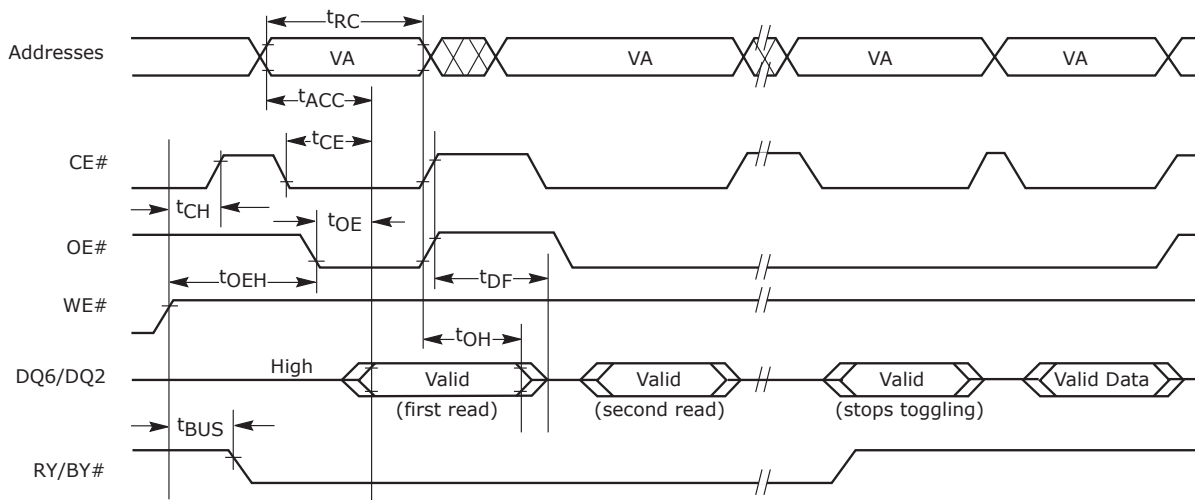 tRC
Addresses VA VA VA VA
tACC
tCE
CE#
tCH
tOE
OE#
tOEH
tDF
WE#
tOH
DQ6/DQ2 High Valid Valid Valid Valid Data
(first read) (second read) (stops toggling)
tBUS
RY/BY#